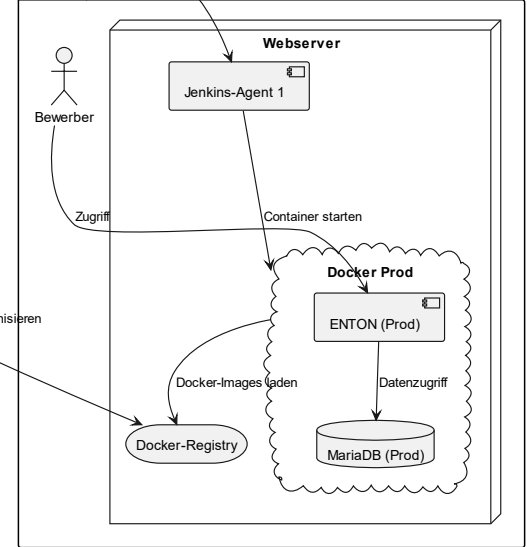 Webserver
Jenkins-Agent 1
Bewerber
Zugriff
Container starten
Docker Prod
ENTON (Prod)
nisieren
Docker-Images laden
Datenzugriff
Docker-Registry
MariaDB (Prod)